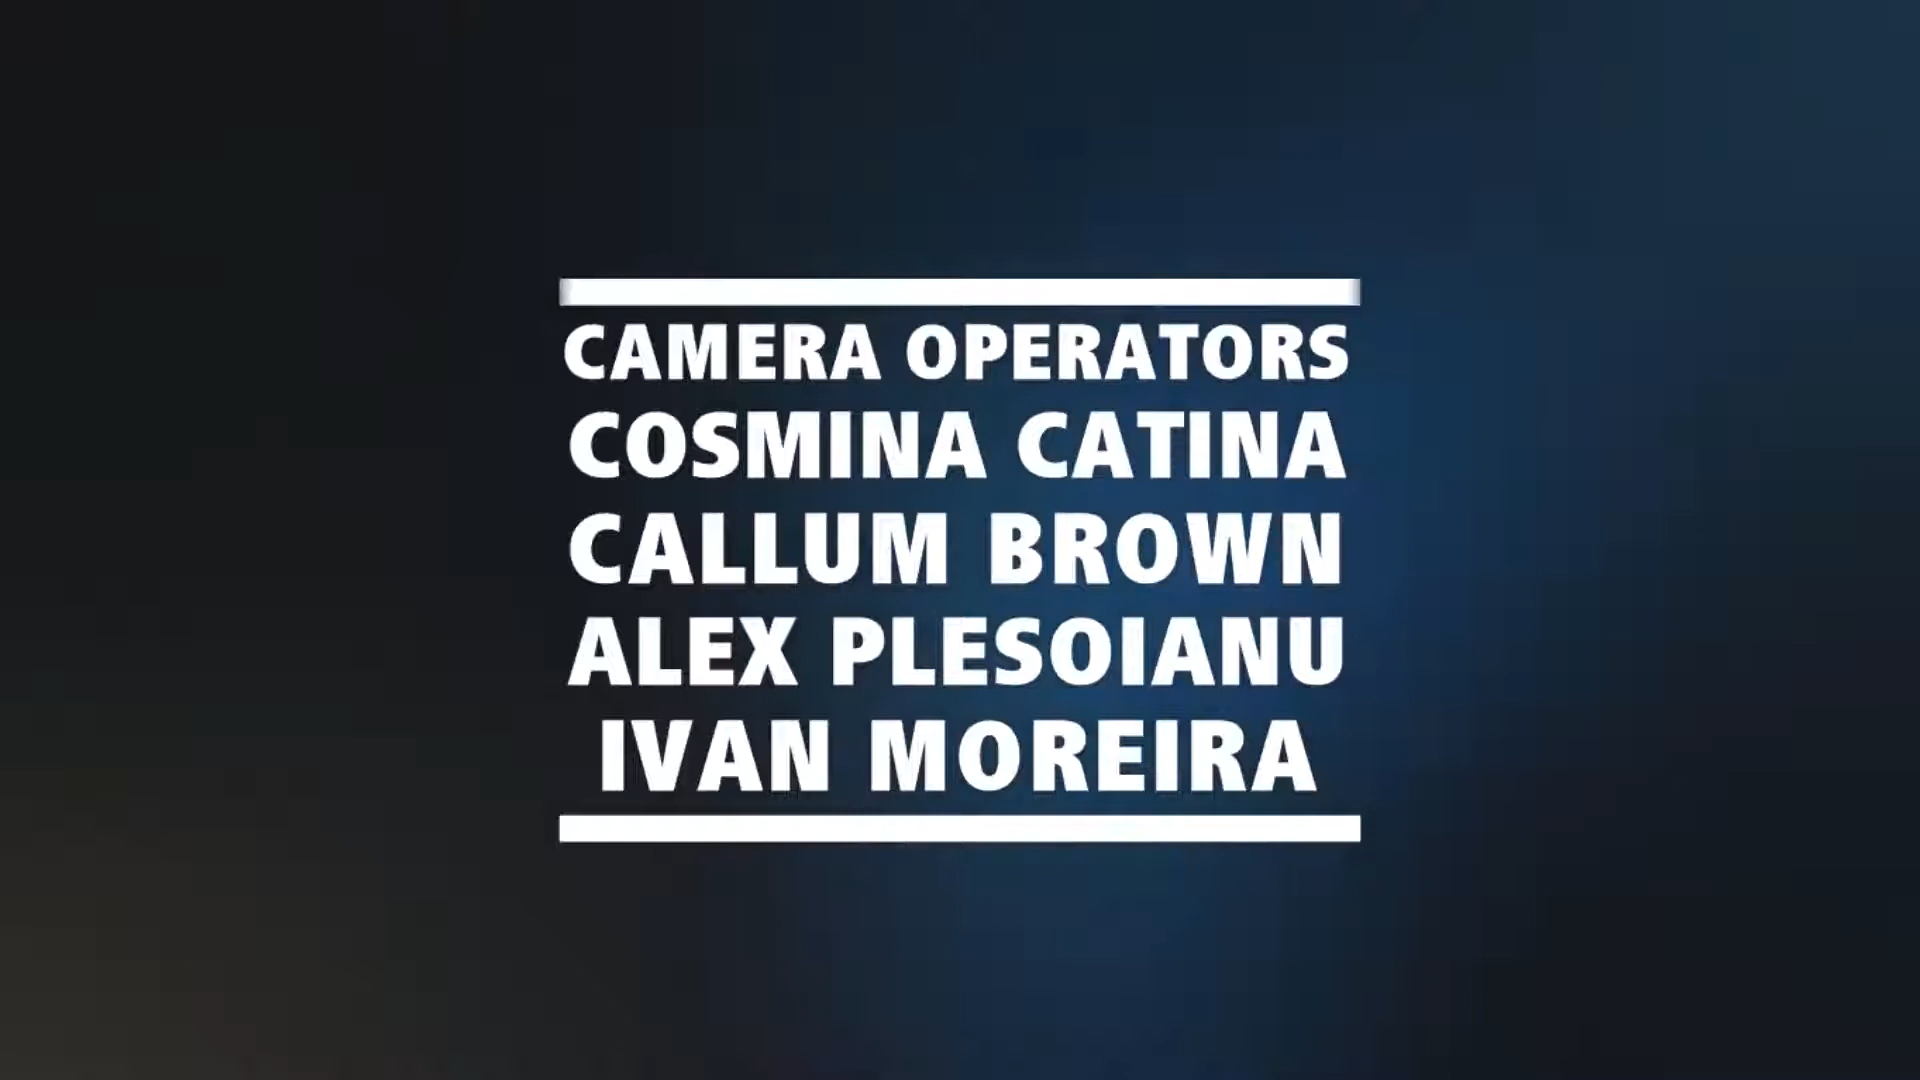 CAMERA OPERATORS
COSMINA CATINA
CALLUM BROWN
ALEX PLESOIANU
IVAN MOREIRA